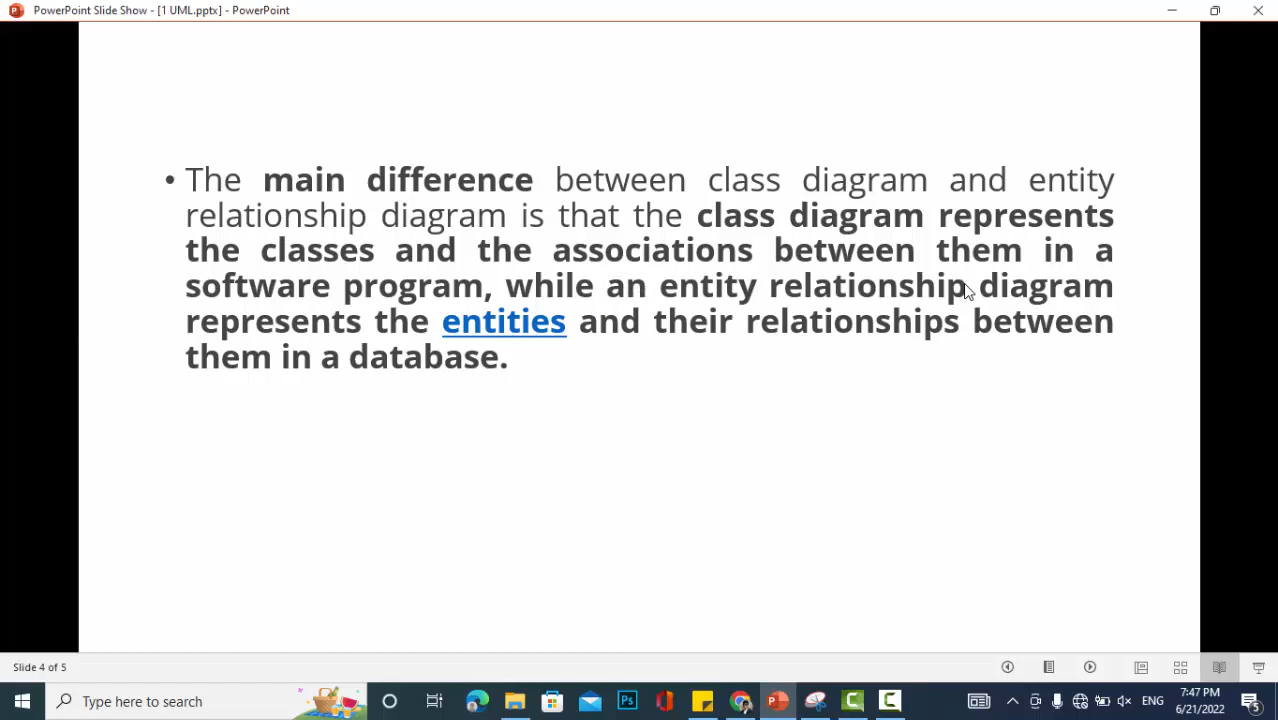 PowerPoint Slide Show - [1 UML.pptx] - PowerPoint
• The main difference between class diagram and entity
relationship diagram is that the class diagram represents
the classes and the associations between them in a
software program, while an entity relationship diagram
represents the entities and their relationships between
them in a database.
Slide 4 of 5
Type here to search
Ps
ENG
7:47 PM
6/21/2022
5